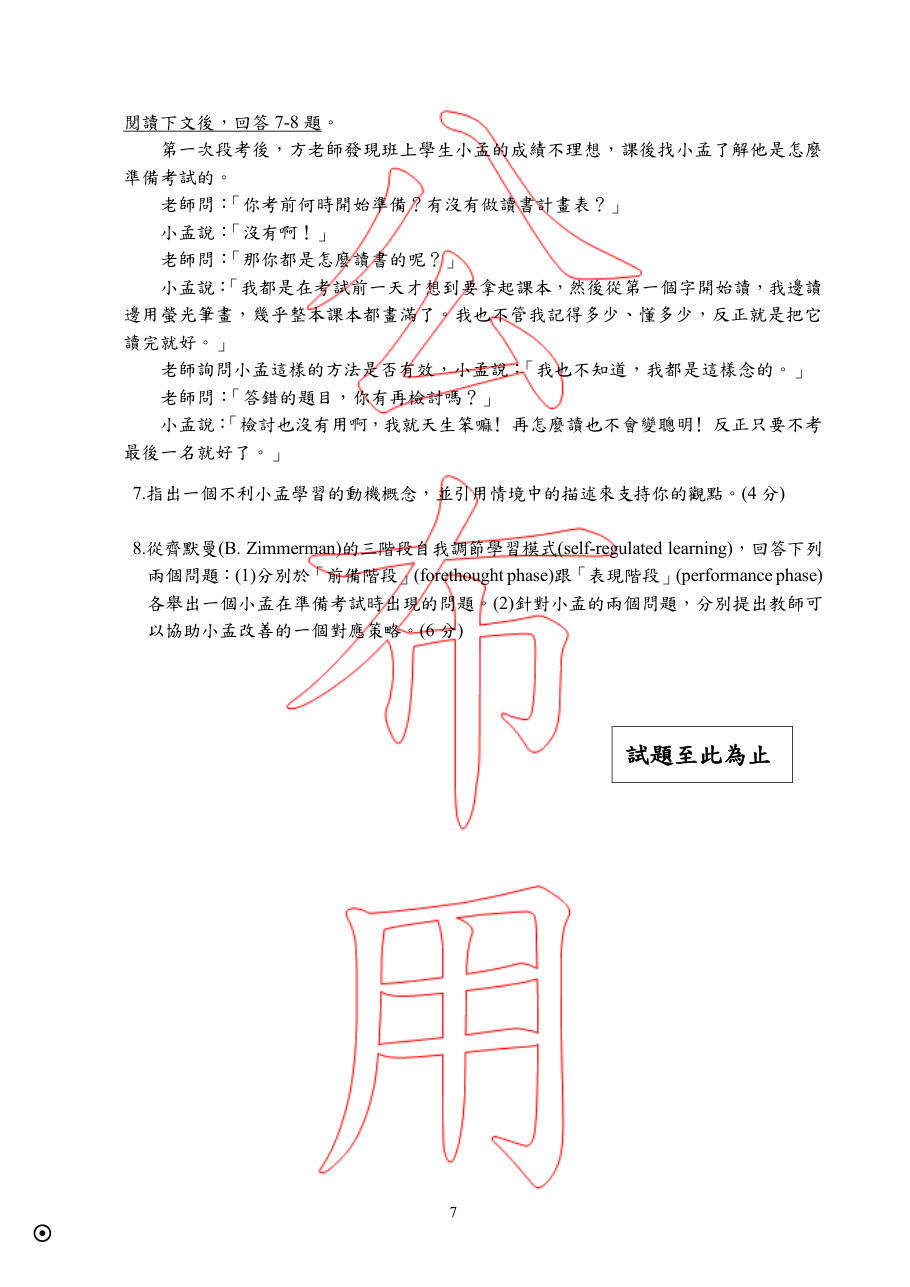 閱讀下文後，回答 7-8 題。
第一次段考後，方老師發現班上學生小孟的成績不理想，課後找小孟了解他是怎麼
準備考試的。
老師問：「你考前何時開始準備？有沒有做讀書計畫表？」
小孟說：「沒有啊！」
老師問：「那你都是怎麼讀書的呢？」
小孟說：「我都是在考試前一天才想到要拿起課本，然後從第一個字開始讀，我邊讀
邊用螢光筆畫，幾乎整本課本都畫滿了。我也不管我記得多少、懂多少，反正就是把它
讀完就好。」
老師詢問小孟這樣的方法是否有效，小孟說：「我也不知道，我都是這樣念的。」
老師問：「答錯的題目，你有再檢討嗎？」
小孟說：「檢討也沒有用啊，我就天生笨嘛！再怎麼讀也不會變聰明！反正只要不考
最後一名就好了。」
7.指出一個不利小孟學習的動機概念，並引用情境中的描述來支持你的觀點。(4 分)
8.從齊默曼(B. Zimmerman)的三階段自我調節學習模式(self-regulated learning)，回答下列
兩個問題：(1)分別於「前備階段」(forethought phase)跟「表現階段」(performance phase)
各舉出一個小孟在準備考試時出現的問題。(2)針對小孟的兩個問題，分別提出教師可
以協助小孟改善的一個對應策略。(6 分)
試題至此為止
公
布
用
7